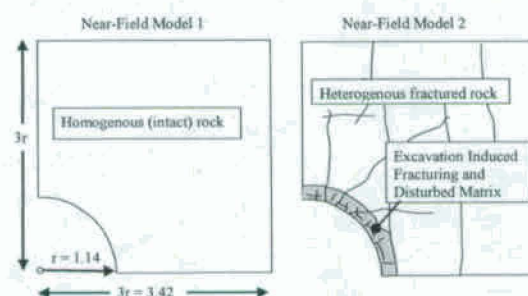 Near-Field Model 1
Near-Field Model 2
Homogenous (intact) rock
Heterogenous fractured rock
Excavation Induced
Fracturing and
Disturbed Matrix
3r
r = 1.14
3r = 3.42